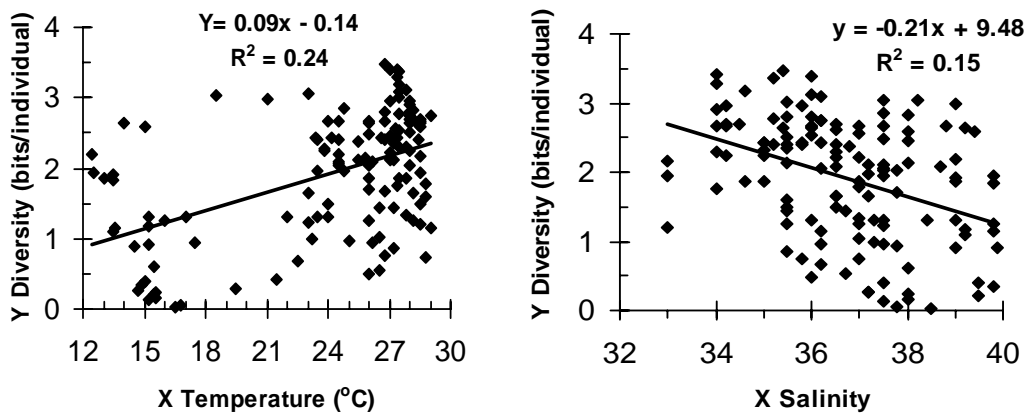 Y= 0.09x - 0.14
R² = 0.24
Y Diversity (bits/individual)
4
3
2
1
0
12 15 18 21 24 27 30
X Temperature (°C)
y = -0.21x + 9.48
R² = 0.15
Y Diversity (bits/individual)
4
3
2
1
0
32 34 36 38 40
X Salinity